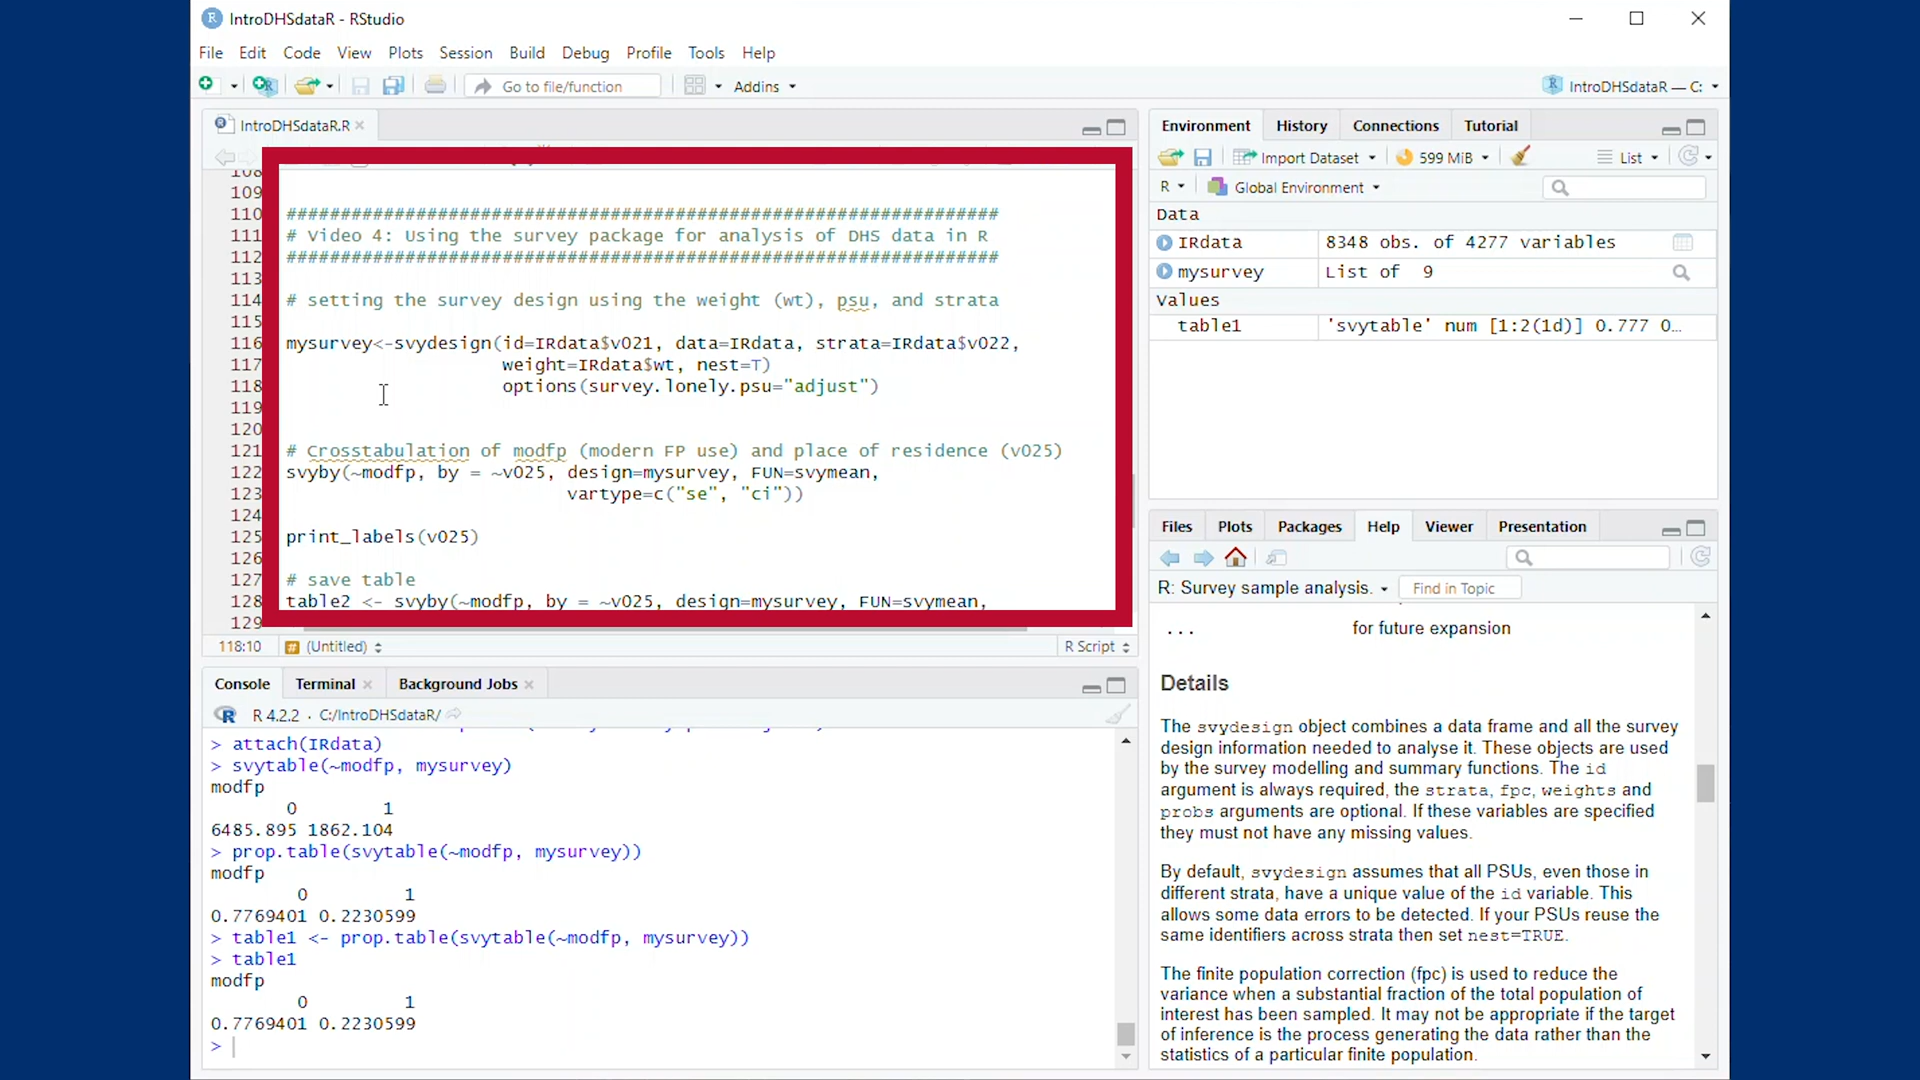 IntroDHSdataR - RStudio
File Edit Code View Plots Session Build Debug Profile Tools Help
Go to file/function Addins IntroDHSdataR — C:
IntroDHSdataR.R
108
109
110 ##################################################################
111 # Video 4: Using the survey package for analysis of DHS data in R
112 ##################################################################
113
114 # setting the survey design using the weight (wt), psu, and strata
115
116 mysurvey<-svydesign(id=IRdata$v021, data=IRdata, strata=IRdata$v022,
117 weight=IRdata$wt, nest=T)
118 options(survey.lonely.psu="adjust")
119
120
121 # Crosstabulation of modfp (modern FP use) and place of residence (v025)
122 svyby(~modfp, by = ~v025, design=mysurvey, FUN=svymean,
123 vartype=c("se", "ci"))
124
125 print_labels(v025)
126
127 # save table
128 table2 <- svyby(~modfp, by = ~v025, design=mysurvey, FUN=svymean,
129
118:10 # (Untitled) R Script
Console Terminal Background Jobs
R 4.2.2 · C:/IntroDHSdataR/
> attach(IRdata)
> svytable(~modfp, mysurvey)
modfp
0 1
6485.895 1862.104
> prop.table(svytable(~modfp, mysurvey))
modfp
0 1
0.7769401 0.2230599
> table1 <- prop.table(svytable(~modfp, mysurvey))
> table1
modfp
0 1
0.7769401 0.2230599
>
Environment History Connections Tutorial
Import Dataset 599 MiB List
R Global Environment
Data
IRdata 8348 obs. of 4277 variables
mysurvey List of 9
Values
table1 'svytable' num [1:2(1d)] 0.777 0…
Files Plots Packages Help Viewer Presentation
R: Survey sample analysis. Find in Topic
... for future expansion
Details
The svydesign object combines a data frame and all the survey
design information needed to analyse it. These objects are used
by the survey modelling and summary functions. The id
argument is always required, the strata, fpc, weights and
probs arguments are optional. If these variables are specified
they must not have any missing values.
By default, svydesign assumes that all PSUs, even those in
different strata, have a unique value of the id variable. This
allows some data errors to be detected. If your PSUs reuse the
same identifiers across strata then set nest=TRUE.
The finite population correction (fpc) is used to reduce the
variance when a substantial fraction of the total population of
interest has been sampled. It may not be appropriate if the target
of inference is the process generating the data rather than the
statistics of a particular finite population.